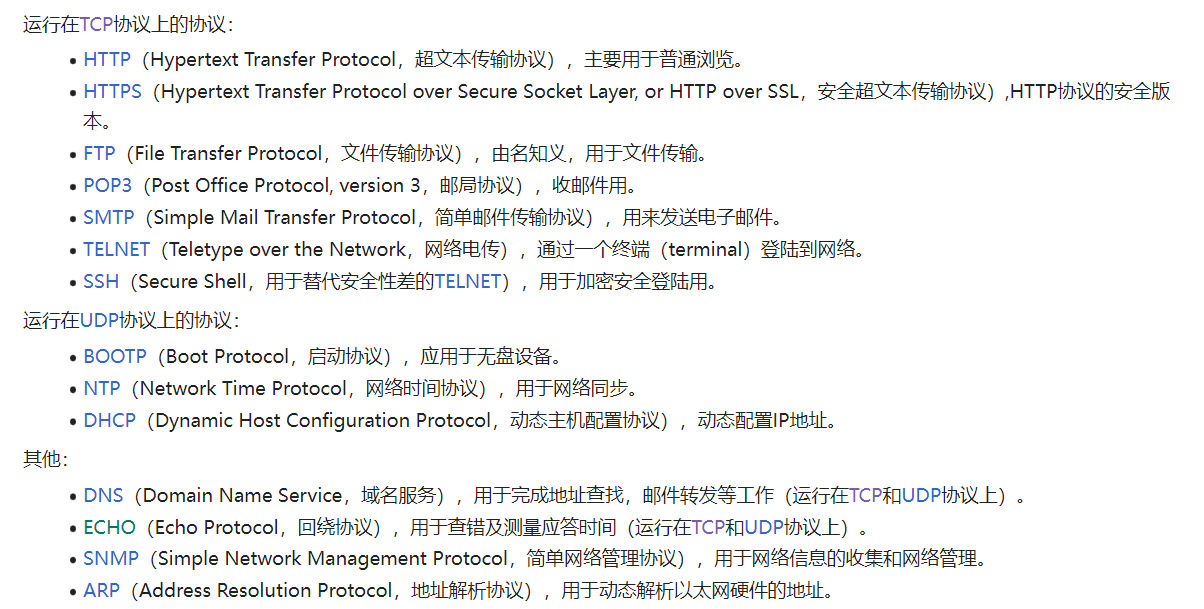 运行在TCP协议上的协议：
• HTTP（Hypertext Transfer Protocol，超文本传输协议），主要用于普通浏览。
• HTTPS（Hypertext Transfer Protocol over Secure Socket Layer, or HTTP over SSL，安全超文本传输协议）,HTTP协议的安全版
本。
• FTP（File Transfer Protocol，文件传输协议），由名知义，用于文件传输。
• POP3（Post Office Protocol, version 3，邮局协议），收邮件用。
• SMTP（Simple Mail Transfer Protocol，简单邮件传输协议），用来发送电子邮件。
• TELNET（Teletype over the Network，网络电传），通过一个终端（terminal）登陆到网络。
• SSH（Secure Shell，用于替代安全性差的TELNET），用于加密安全登陆用。
运行在UDP协议上的协议：
• BOOTP（Boot Protocol，启动协议），应用于无盘设备。
• NTP（Network Time Protocol，网络时间协议），用于网络同步。
• DHCP（Dynamic Host Configuration Protocol，动态主机配置协议），动态配置IP地址。
其他：
• DNS（Domain Name Service，域名服务），用于完成地址查找，邮件转发等工作（运行在TCP和UDP协议上）。
• ECHO（Echo Protocol，回绕协议），用于查错及测量应答时间（运行在TCP和UDP协议上）。
• SNMP（Simple Network Management Protocol，简单网络管理协议），用于网络信息的收集和网络管理。
• ARP（Address Resolution Protocol，地址解析协议），用于动态解析以太网硬件的地址。